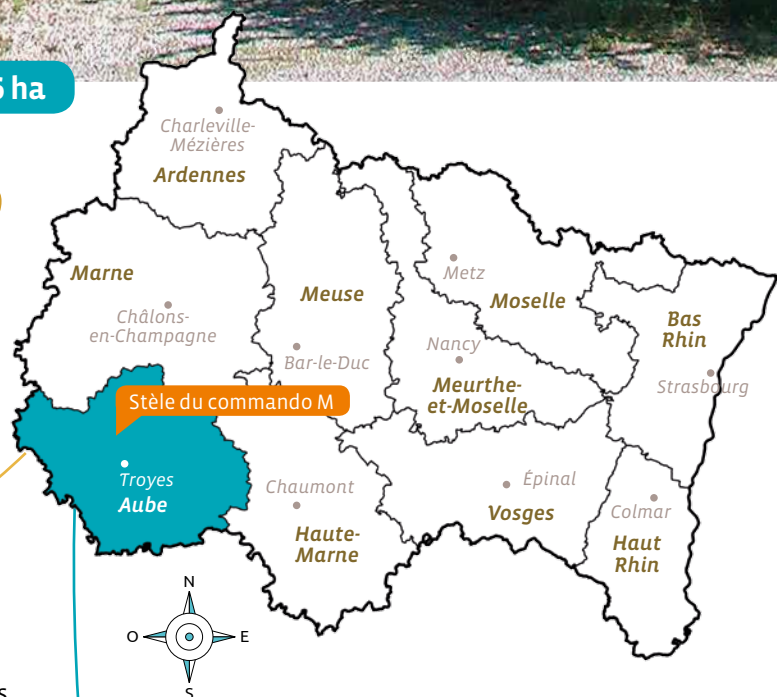 ha
Charleville-
Mézières
Ardennes
Marne
Châlons-
en-Champagne
Meuse
Bar-le-Duc
Metz
Moselle
Nancy
Meurthe-
et-Moselle
Bas
Rhin
Strasbourg
Stèle du commando M
Troyes
Aube
Chaumont
Haute-
Marne
Épinal
Vosges
Colmar
Haut
Rhin
N
O
E
S